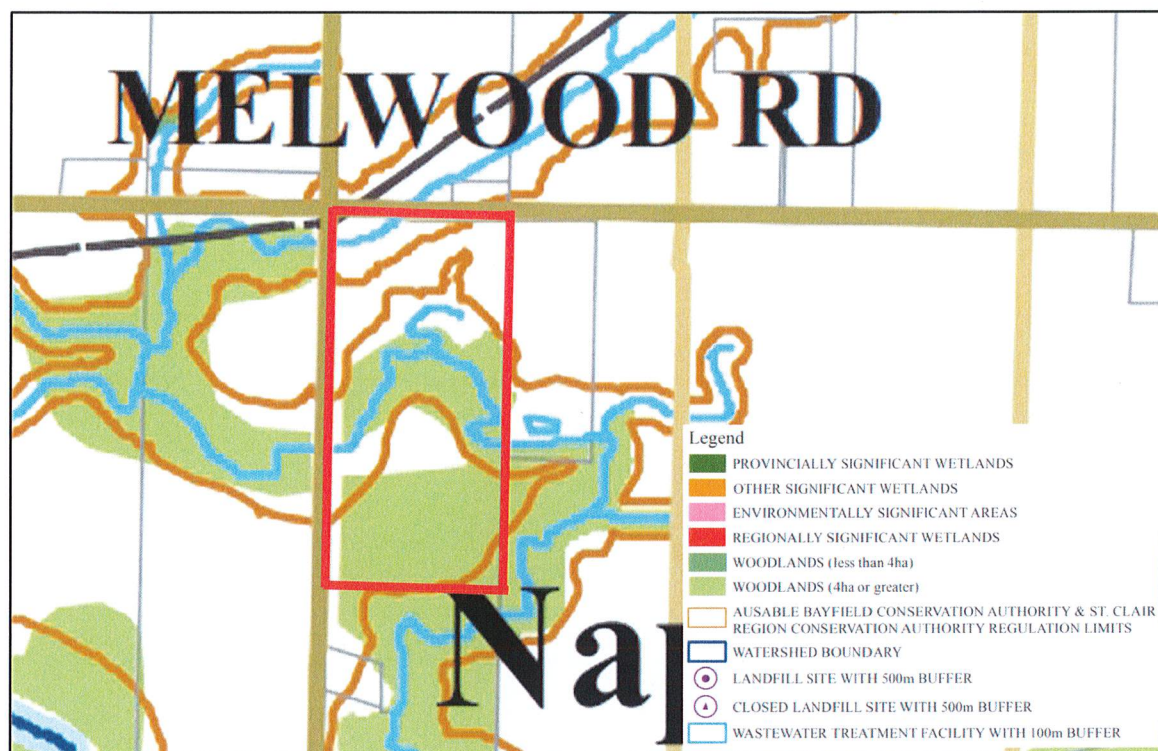 MELWOOD RD
Legend
PROVINCIALLY SIGNIFICANT WETLANDS
OTHER SIGNIFICANT WETLANDS
ENVIRONMENTALLY SIGNIFICANT AREAS
REGIONALLY SIGNIFICANT WETLANDS
WOODLANDS (less than 4ha)
WOODLANDS (4ha or greater)
AUSABLE BAYFIELD CONSERVATION AUTHORITY & ST. CLAIR
REGION CONSERVATION AUTHORITY REGULATION LIMITS
WATERSHED BOUNDARY
LANDFILL SITE WITH 500m BUFFER
CLOSED LANDFILL SITE WITH 500m BUFFER
WASTEWATER TREATMENT FACILITY WITH 100m BUFFER
Nap